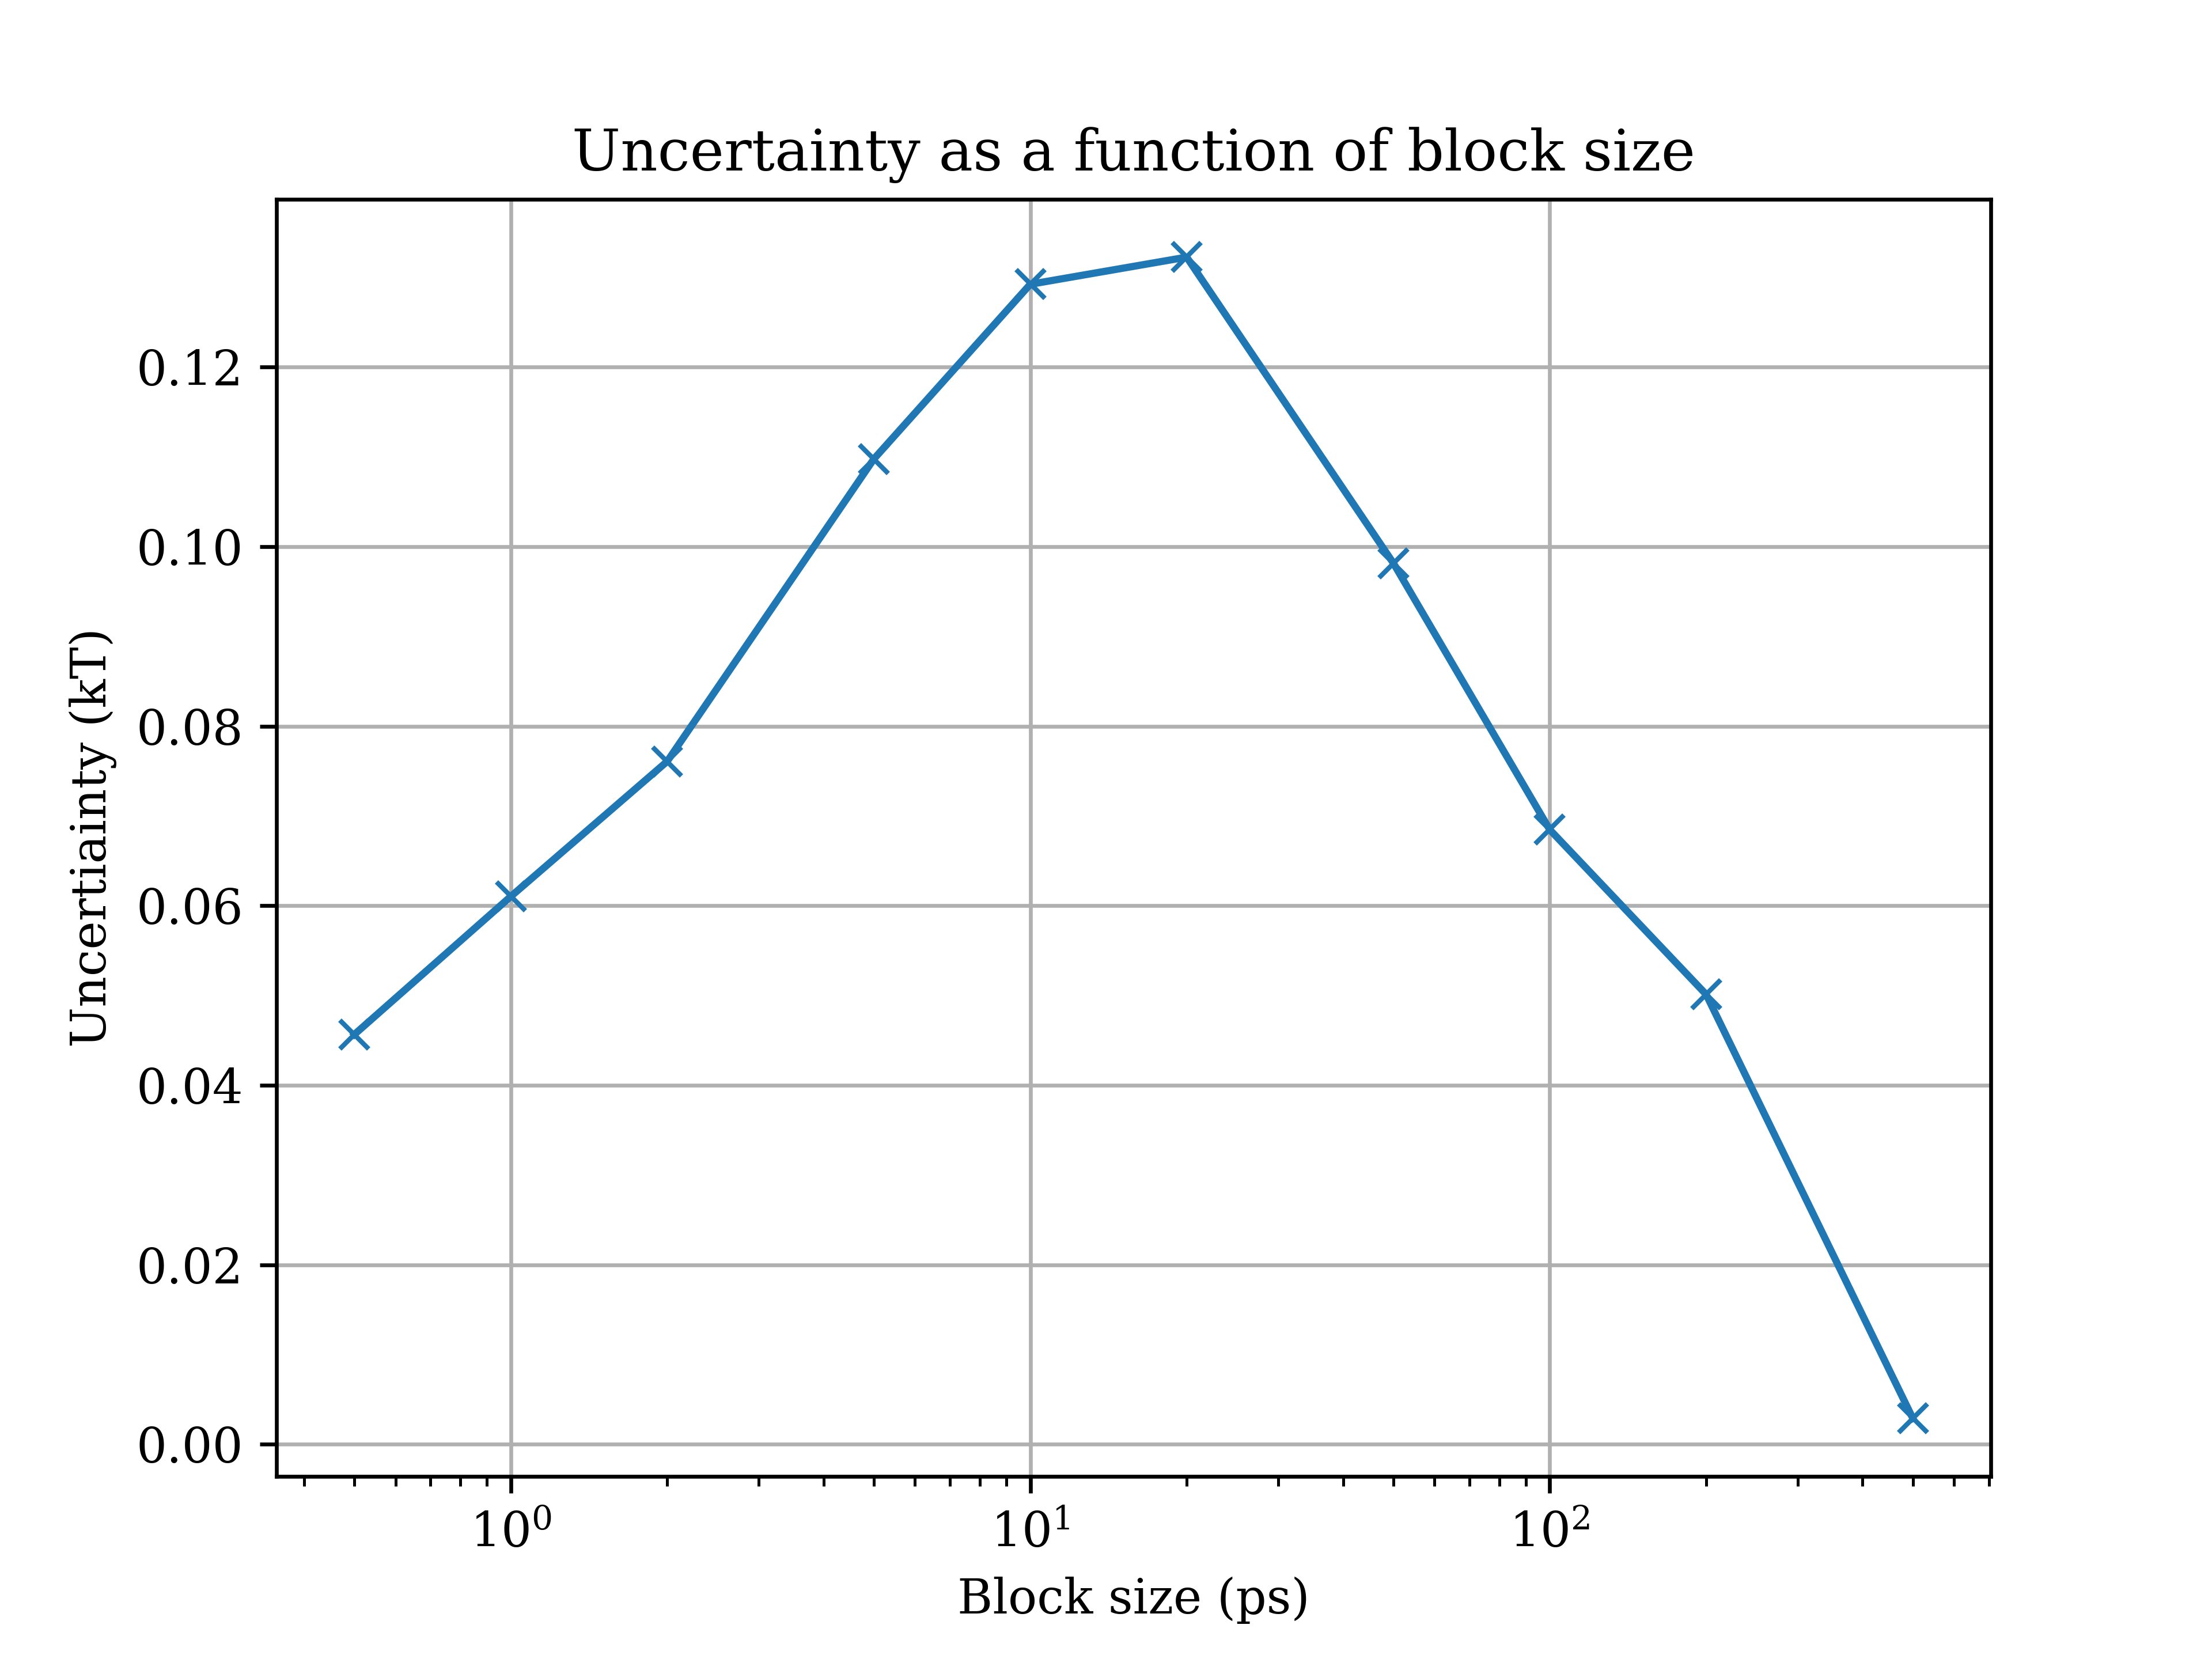 Uncertainty as a function of block size
Uncertiainty (kT)
0.12
0.10
0.08
0.06
0.04
0.02
0.00
10⁰ 10¹ 10²
Block size (ps)